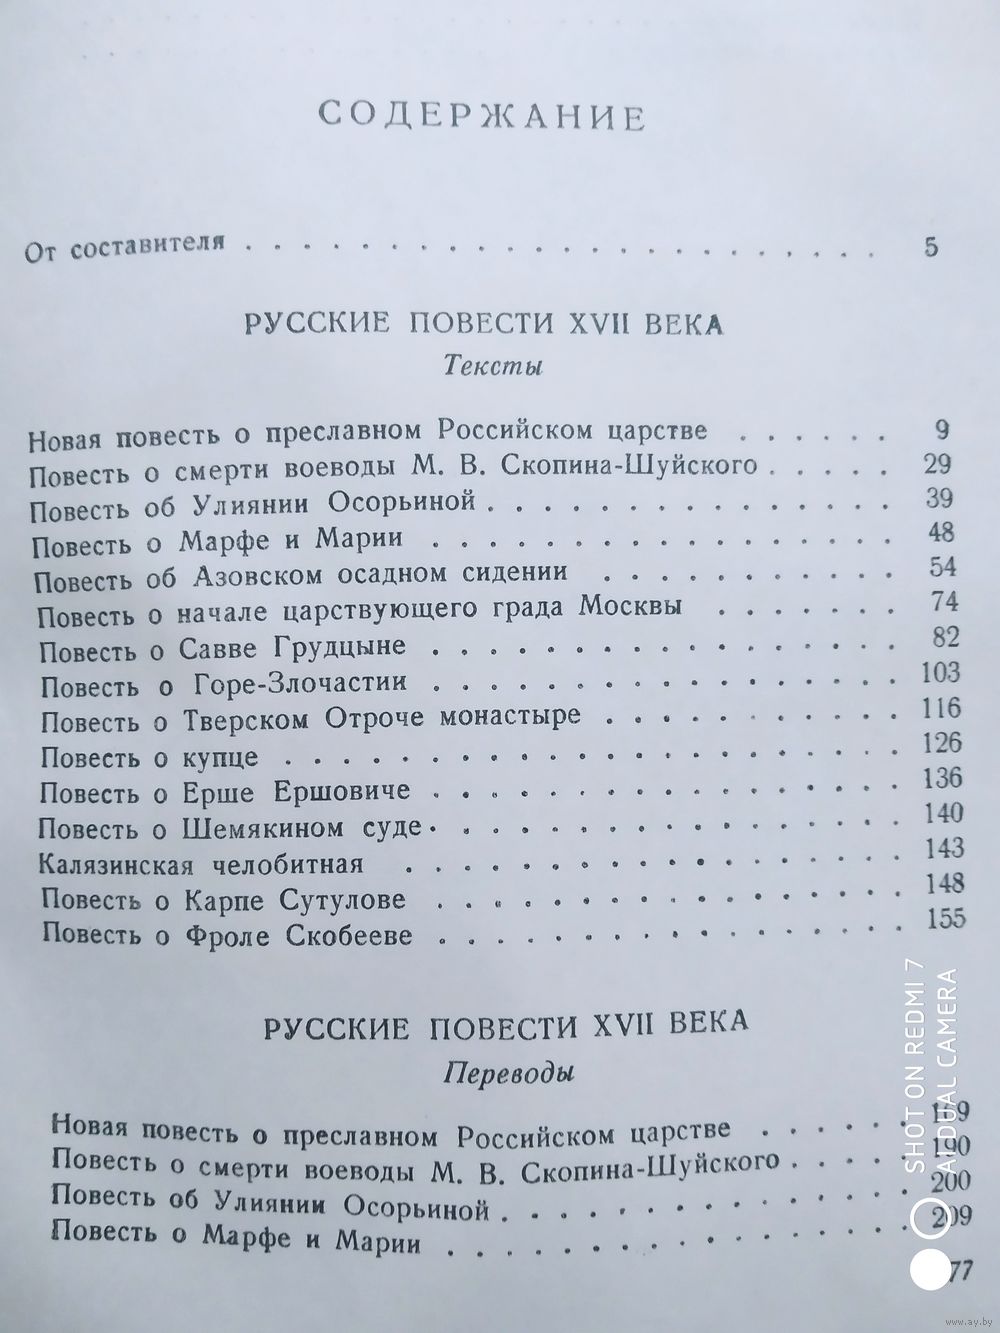 СОДЕРЖАНИЕ
От составителя . . . . . . . . . . . . . . . . . . . . . . 5
РУССКИЕ ПОВЕСТИ XVII ВЕКА
Тексты
Новая повесть о преславном Российском царстве . . . . . . 9
Повесть о смерти воеводы М. В. Скопина-Шуйского . . . . . 29
Повесть об Улиянии Осорьиной . . . . . . . . . . . . . . . 39
Повесть о Марфе и Марии . . . . . . . . . . . . . . . . . 48
Повесть об Азовском осадном сидении . . . . . . . . . . . 54
Повесть о начале царствующего града Москвы . . . . . . . 74
Повесть о Савве Грудцыне . . . . . . . . . . . . . . . . . 82
Повесть о Горе-Злочастии . . . . . . . . . . . . . . . . . 103
Повесть о Тверском Отроче монастыре . . . . . . . . . . . 116
Повесть о купце . . . . . . . . . . . . . . . . . . . . . . 126
Повесть о Ерше Ершовиче . . . . . . . . . . . . . . . . . 136
Повесть о Шемякином суде . . . . . . . . . . . . . . . . . 140
Калязинская челобитная . . . . . . . . . . . . . . . . . . 143
Повесть о Карпе Сутулове . . . . . . . . . . . . . . . . . 148
Повесть о Фроле Скобееве . . . . . . . . . . . . . . . . . 155
РУССКИЕ ПОВЕСТИ XVII ВЕКА
Переводы
Новая повесть о преславном Российском царстве . . . . . .
Повесть о смерти воеводы М. В. Скопина-Шуйского . . . . . 190
Повесть об Улиянии Осорьиной . . . . . . . . . . . . . . . 200
Повесть о Марфе и Марии . . . . . . . . . . . . . . . . . 209
SHOT ON REDMI 7
AI DUAL CAMERA
www.ay.by